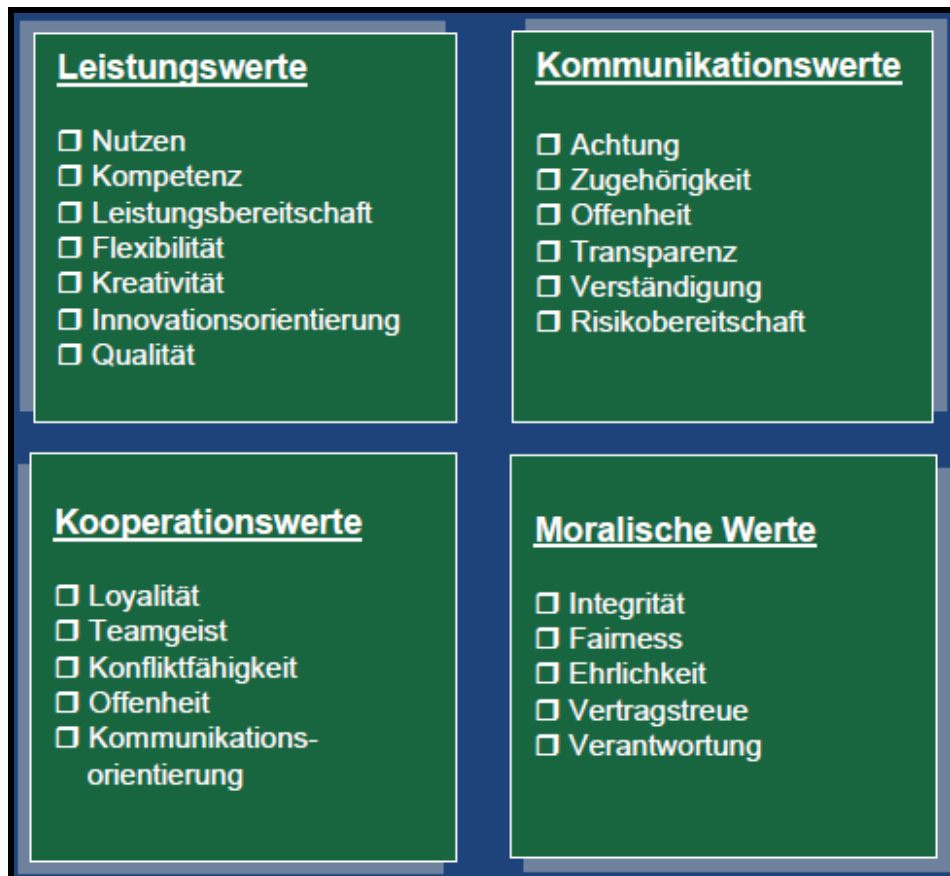 Leistungswerte
❒ Nutzen
❒ Kompetenz
❒ Leistungsbereitschaft
❒ Flexibilität
❒ Kreativität
❒ Innovationsorientierung
❒ Qualität
Kommunikationswerte
❒ Achtung
❒ Zugehörigkeit
❒ Offenheit
❒ Transparenz
❒ Verständigung
❒ Risikobereitschaft
Kooperationswerte
❒ Loyalität
❒ Teamgeist
❒ Konfliktfähigkeit
❒ Offenheit
❒ Kommunikations-
orientierung
Moralische Werte
❒ Integrität
❒ Fairness
❒ Ehrlichkeit
❒ Vertragstreue
❒ Verantwortung